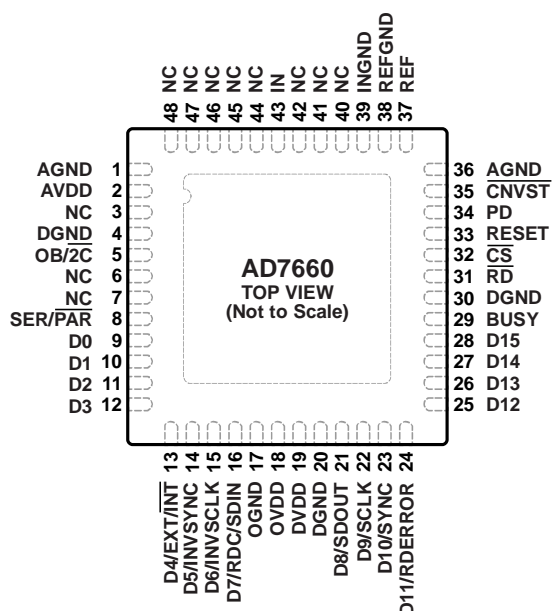 48 NC
47 NC
46 NC
45 NC
44 NC
43 IN
42 NC
41 NC
40 NC
39 INGND
38 REFGND
37 REF
AGND 1
AVDD 2
NC 3
DGND 4
OB/2C 5
NC 6
NC 7
SER/PAR 8
D0 9
D1 10
D2 11
D3 12
AD7660
TOP VIEW
(Not to Scale)
36 AGND
35 CNVST
34 PD
33 RESET
32 CS
31 RD
30 DGND
29 BUSY
28 D15
27 D14
26 D13
25 D12
D4/EXT/INT 13
D5/INVSYNC 14
D6/INVSCLK 15
D7/RDC/SDIN 16
OGND 17
OVDD 18
DVDD 19
DGND 20
D8/SDOUT 21
D9/SCLK 22
D10/SYNC 23
D11/RDERROR 24